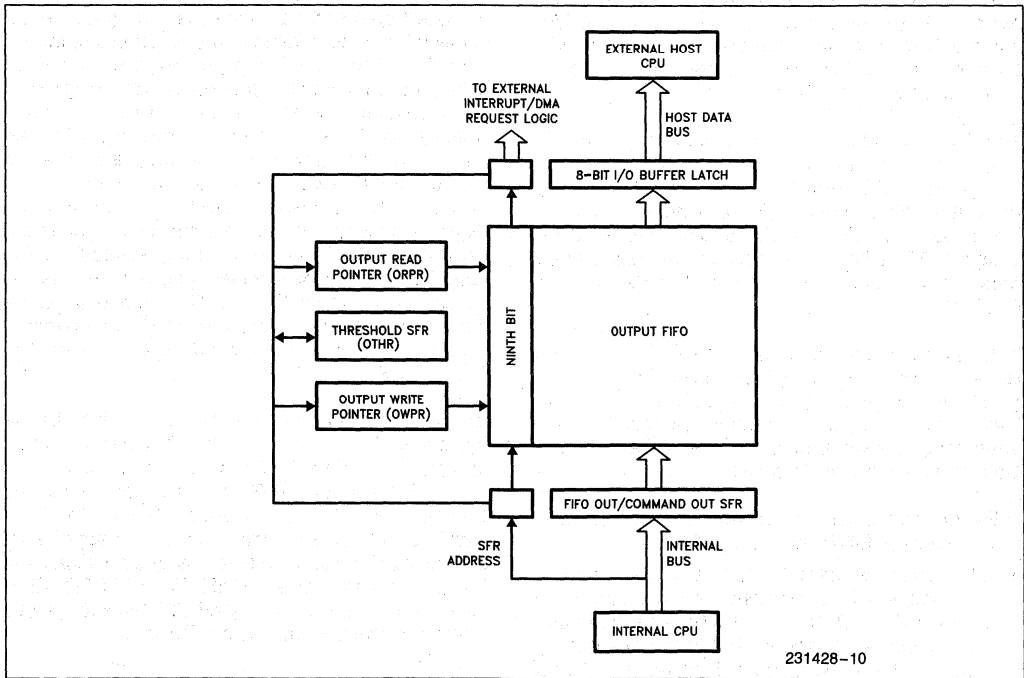 EXTERNAL HOST
CPU
TO EXTERNAL
INTERRUPT/DMA
REQUEST LOGIC
HOST DATA
BUS
8-BIT I/O BUFFER LATCH
OUTPUT READ
POINTER (ORPR)
THRESHOLD SFR
(OTHR)
OUTPUT WRITE
POINTER (OWPR)
NINTH BIT
OUTPUT FIFO
FIFO OUT/COMMAND OUT SFR
SFR
ADDRESS
INTERNAL
BUS
INTERNAL CPU
231428-10